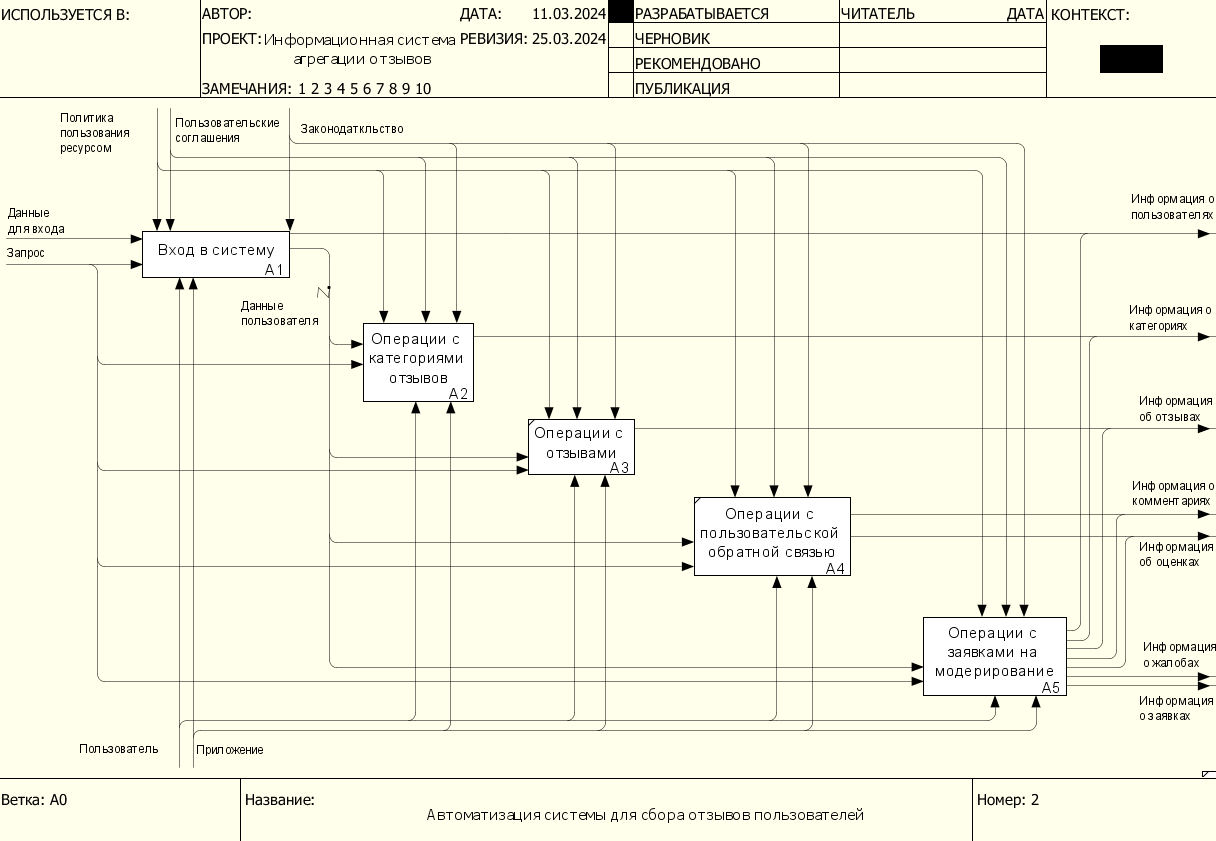 ИСПОЛЬЗУЕТСЯ В:
АВТОР:
ДАТА: 11.03.2024
ПРОЕКТ: Информационная система
агрегации отзывов
РЕВИЗИЯ: 25.03.2024
ЗАМЕЧАНИЯ: 1 2 3 4 5 6 7 8 9 10
РАЗРАБАТЫВАЕТСЯ
ЧЕРНОВИК
РЕКОМЕНДОВАНО
ПУБЛИКАЦИЯ
ЧИТАТЕЛЬ
ДАТА
КОНТЕКСТ:
Политика
пользования
ресурсом
Пользовательские
соглашения
Законодаткльство
Данные
для входа
Запрос
Вход в систему
A1
Данные
пользователя
Операции с
категориями
отзывов
A2
Операции с
отзывами
A3
Операции с
пользовательской
обратной связью
A4
Операции с
заявками на
модерирование
A5
Информация о
пользователях
Информация о
категориях
Информация
об отзывах
Информация о
комментариях
Информация
об оценках
Информация
о жалобах
Информация
о заявках
Пользователь
Приложение
Ветка: A0
Название:
Автоматизация системы для сбора отзывов пользователей
Номер: 2